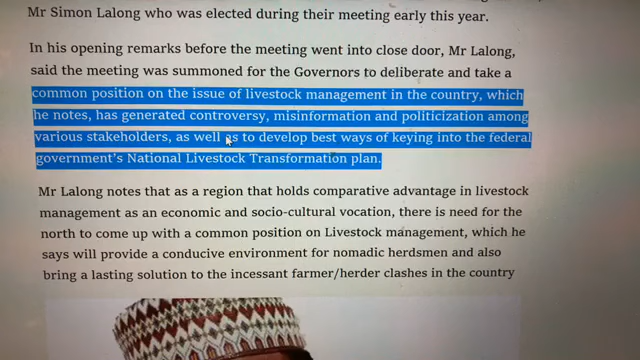 Mr Simon Lalong who was elected during their meeting early this year.
In his opening remarks before the meeting went into close door, Mr Lalong,
said the meeting was summoned for the Governors to deliberate and take a
common position on the issue of livestock management in the country, which
he notes, has generated controversy, misinformation and politicization among
various stakeholders, as well as to develop best ways of keying into the federal
government's National Livestock Transformation plan.
Mr Lalong notes that as a region that holds comparative advantage in livestock
management as an economic and socio-cultural vocation, there is need for the
north to come up with a common position on Livestock management, which he
says will provide a conducive environment for nomadic herdsmen and also
bring a lasting solution to the incessant farmer/herder clashes in the country